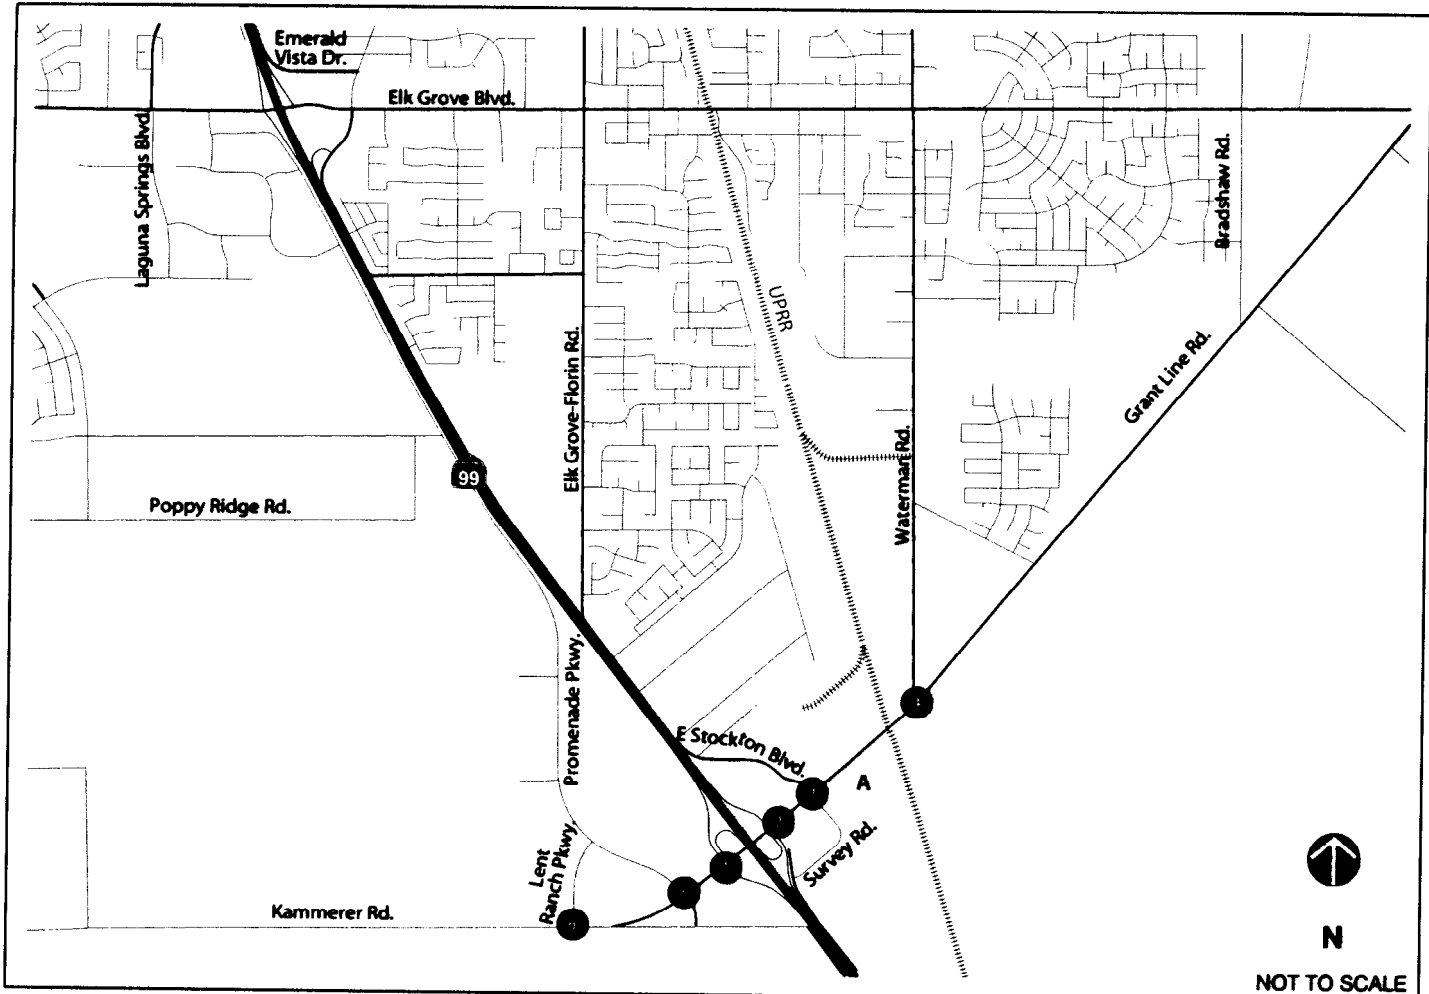 Emerald
Vista Dr.
Elk Grove Blvd.
Laguna Springs Blvd.
Bradshaw Rd.
UPRR
Elk Grove-Florin Rd.
Grant Line Rd.
Waterman Rd.
99
Poppy Ridge Rd.
Promenade Pkwy.
E Stockton Blvd.
A
Survey Rd.
Lent
Ranch Pkwy.
Kammerer Rd.
N
NOT TO SCALE